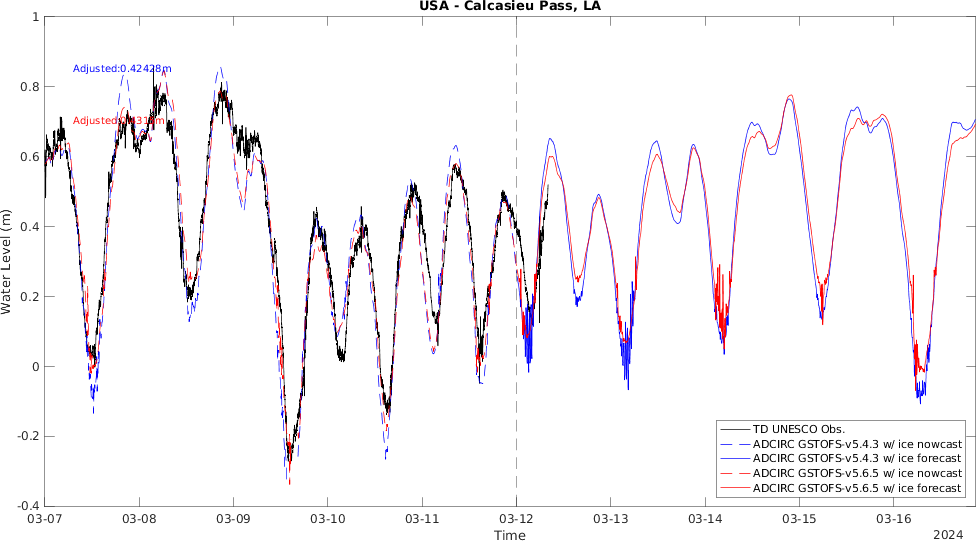 USA - Calcasieu Pass, LA
1
0.8
0.6
0.4
0.2
0
-0.2
-0.4
Water Level (m)
Adjusted:0.42428m
03-07 03-08 03-09 03-10 03-11 03-12 03-13 03-14 03-15 03-16
Time
2024
TD UNESCO Obs.
ADCIRC GSTOFS-v5.4.3 w/ ice nowcast
ADCIRC GSTOFS-v5.4.3 w/ ice forecast
ADCIRC GSTOFS-v5.6.5 w/ ice nowcast
ADCIRC GSTOFS-v5.6.5 w/ ice forecast